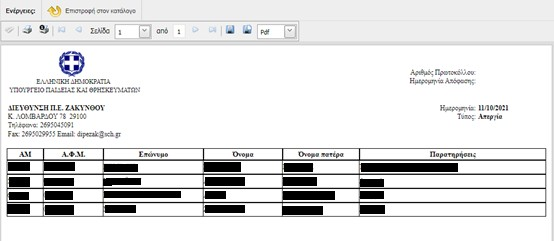 Ενέργειες: Επιστροφή στον κατάλογο
Σελίδα 1 από 1 Pdf
ΕΛΛΗΝΙΚΗ ΔΗΜΟΚΡΑΤΙΑ
ΥΠΟΥΡΓΕΙΟ ΠΑΙΔΕΙΑΣ ΚΑΙ ΘΡΗΣΚΕΥΜΑΤΩΝ
Αριθμός Πρωτοκόλλου:
Ημερομηνία Απόφασης:
ΔΙΕΥΘΥΝΣΗ Π.Ε. ΖΑΚΥΝΘΟΥ
Κ. ΛΟΜΒΑΡΔΟΥ 78 29100
Τηλέφωνο: 2695045091
Fax: 2695029955 Email: dipezak@sch.gr
Ημερομηνία: 11/10/2021
Τύπος: Απεργία
ΑΜ Α.Φ.Μ. Επώνυμο Όνομα Όνομα πατέρα Παρατηρήσεις